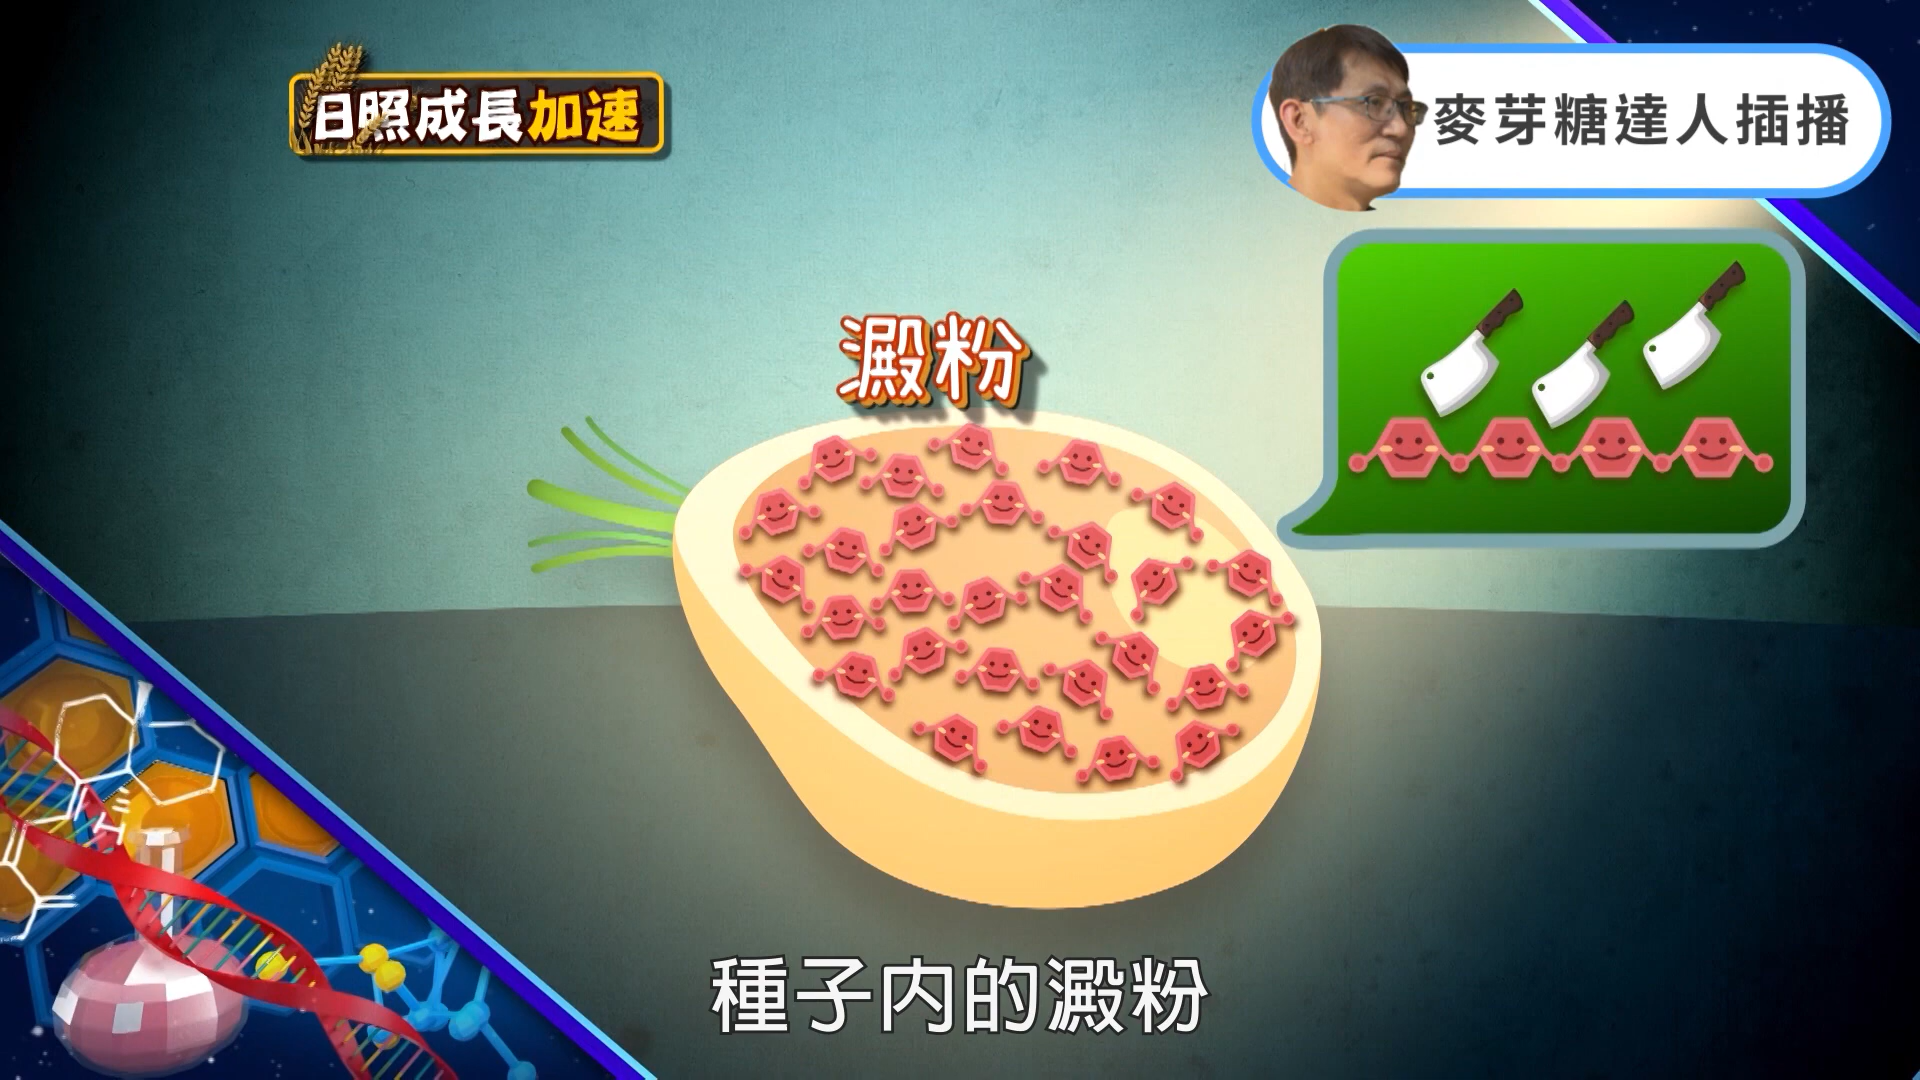 日照成長加速
麥芽糖達人插播
澱粉
種子內的澱粉